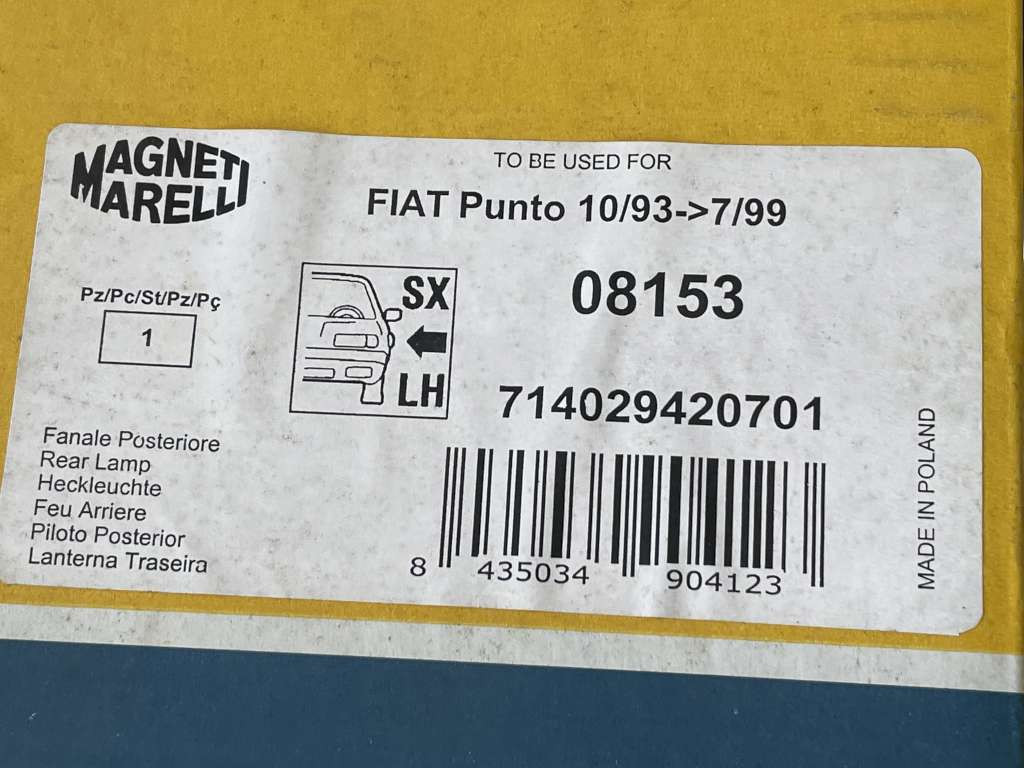 MAGNETI
MARELLI
TO BE USED FOR
FIAT Punto 10/93->7/99
Pz/Pc/St/Pz/Pç
1
SX
LH
08153
714029420701
Fanale Posteriore
Rear Lamp
Heckleuchte
Feu Arriere
Piloto Posterior
Lanterna Traseira
8 435034 904123
MADE IN POLAND